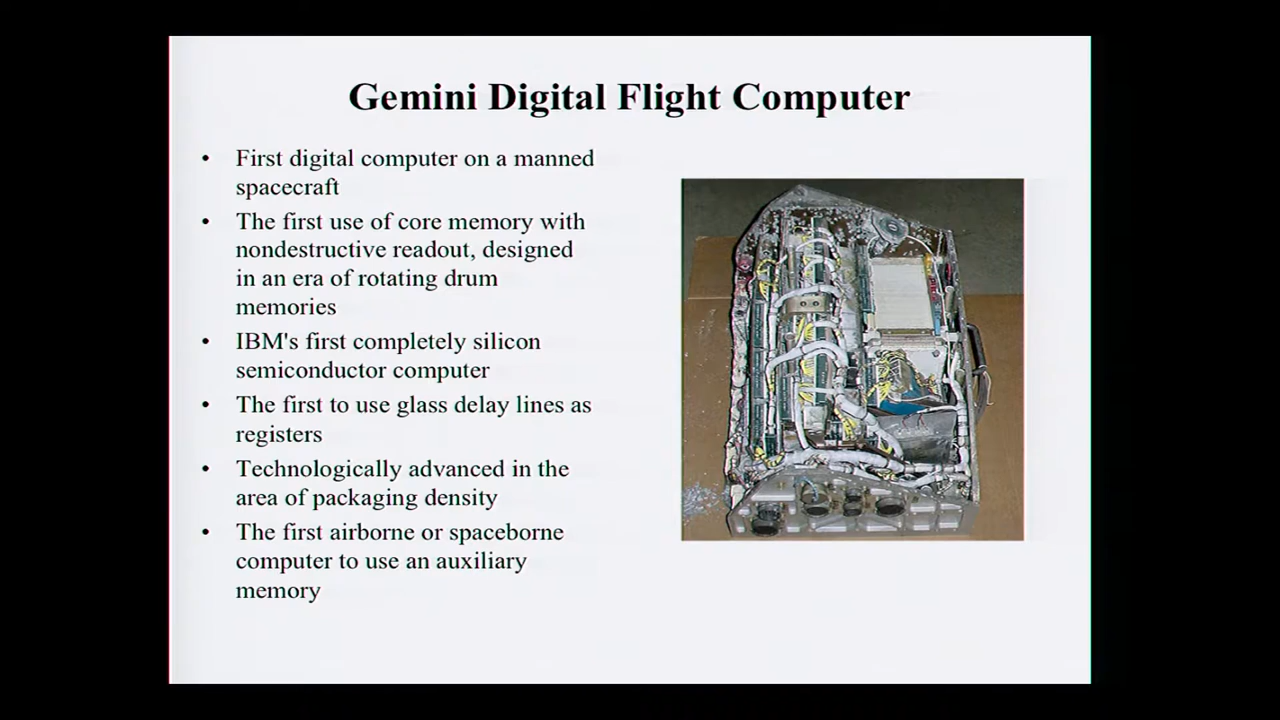 Gemini Digital Flight Computer
• First digital computer on a manned
spacecraft
• The first use of core memory with
nondestructive readout, designed
in an era of rotating drum
memories
• IBM's first completely silicon
semiconductor computer
• The first to use glass delay lines as
registers
• Technologically advanced in the
area of packaging density
• The first airborne or spaceborne
computer to use an auxiliary
memory